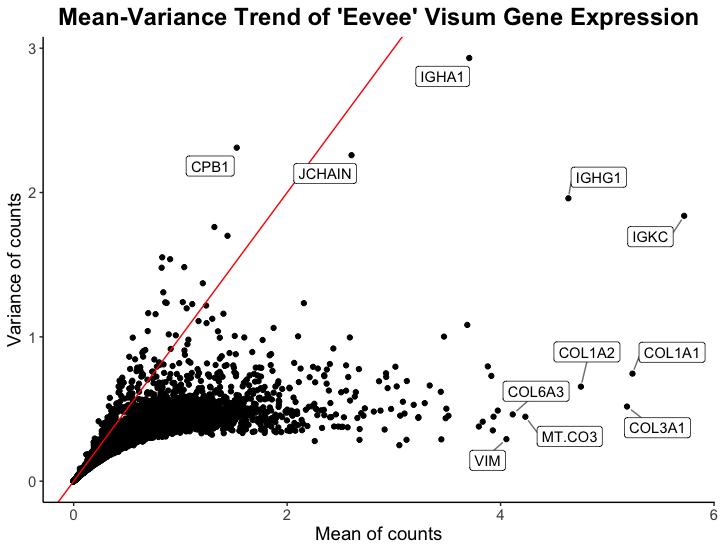 Mean-Variance Trend of 'Eevee' Visum Gene Expression
3
IGHA1
CPB1
JCHAIN
IGHG1
2
IGKC
Variance of counts
1
COL1A2
COL1A1
COL6A3
COL3A1
MT.CO3
VIM
0
0
2
4
6
Mean of counts